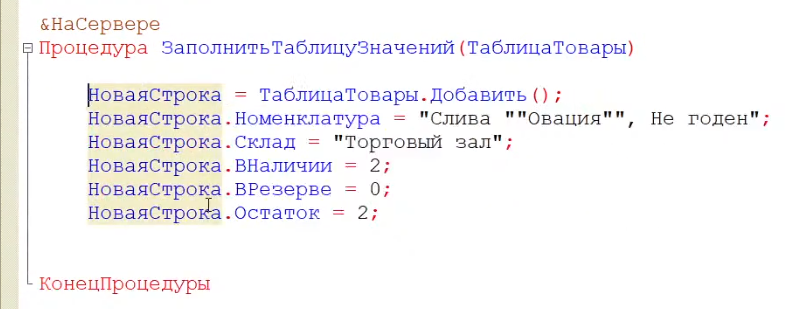 &НаСервере
Процедура ЗаполнитьТаблицуЗначений(ТаблицаТовары)
НоваяСтрока = ТаблицаТовары.Добавить();
НоваяСтрока.Номенклатура = "Слива ""Овация"", Не годен";
НоваяСтрока.Склад = "Торговый зал";
НоваяСтрока.ВНаличии = 2;
НоваяСтрока.ВРезерве = 0;
НоваяСтрока.Остаток = 2;
КонецПроцедуры